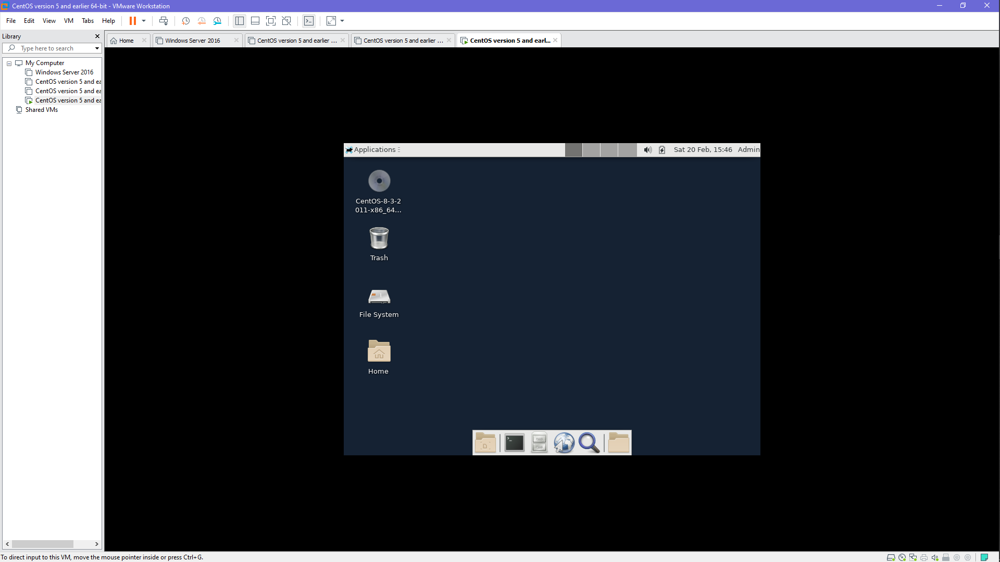 CentOS version 5 and earlier 64-bit - VMware Workstation
File Edit View VM Tabs Help
Library
Type here to search
Home
Windows Server 2016
CentOS version 5 and earlier ...
CentOS version 5 and earlier ...
CentOS version 5 and earl...
My Computer
Windows Server 2016
CentOS version 5 and ea
CentOS version 5 and ea
CentOS version 5 and ea
Shared VMs
Applications
Sat 20 Feb, 15:46 Admin
CentOS-8-3-2
011-x86_64...
Trash
File System
Home
To direct input to this VM, move the mouse pointer inside or press Ctrl+G.